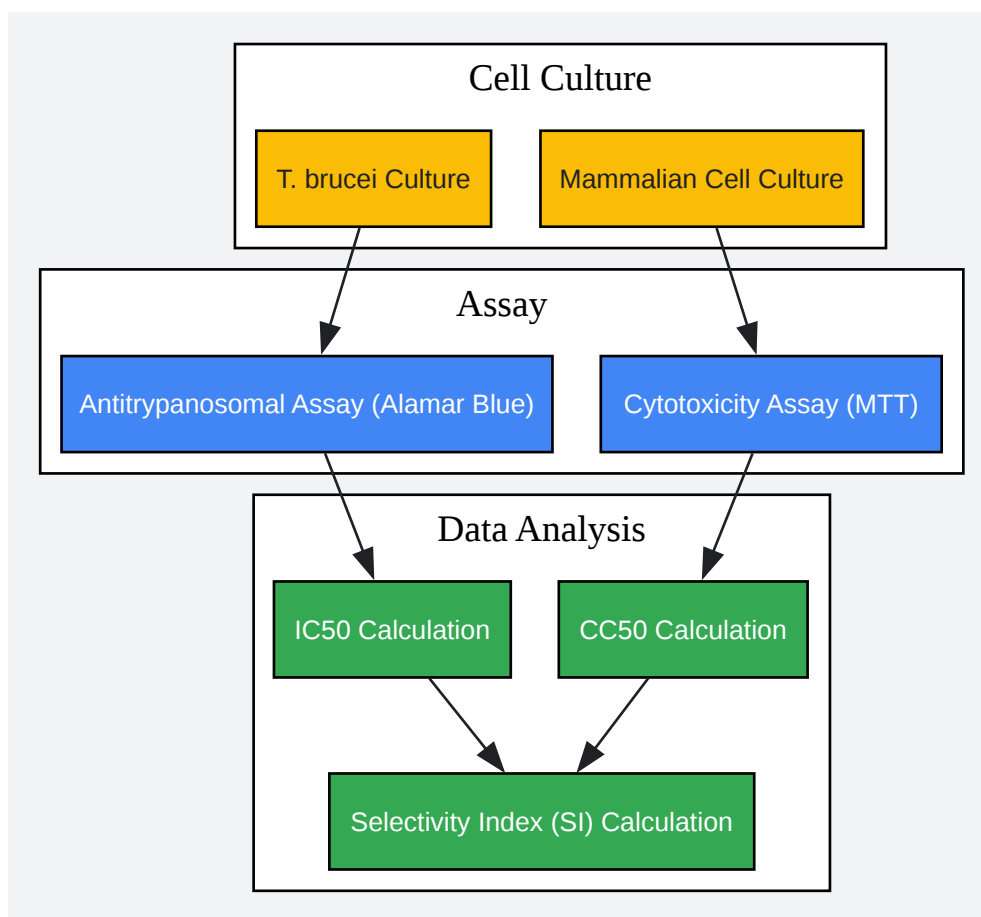 Cell Culture
T. brucei Culture
Mammalian Cell Culture
Assay
Antitrypanosomal Assay (Alamar Blue)
Cytotoxicity Assay (MTT)
Data Analysis
IC50 Calculation
CC50 Calculation
Selectivity Index (SI) Calculation